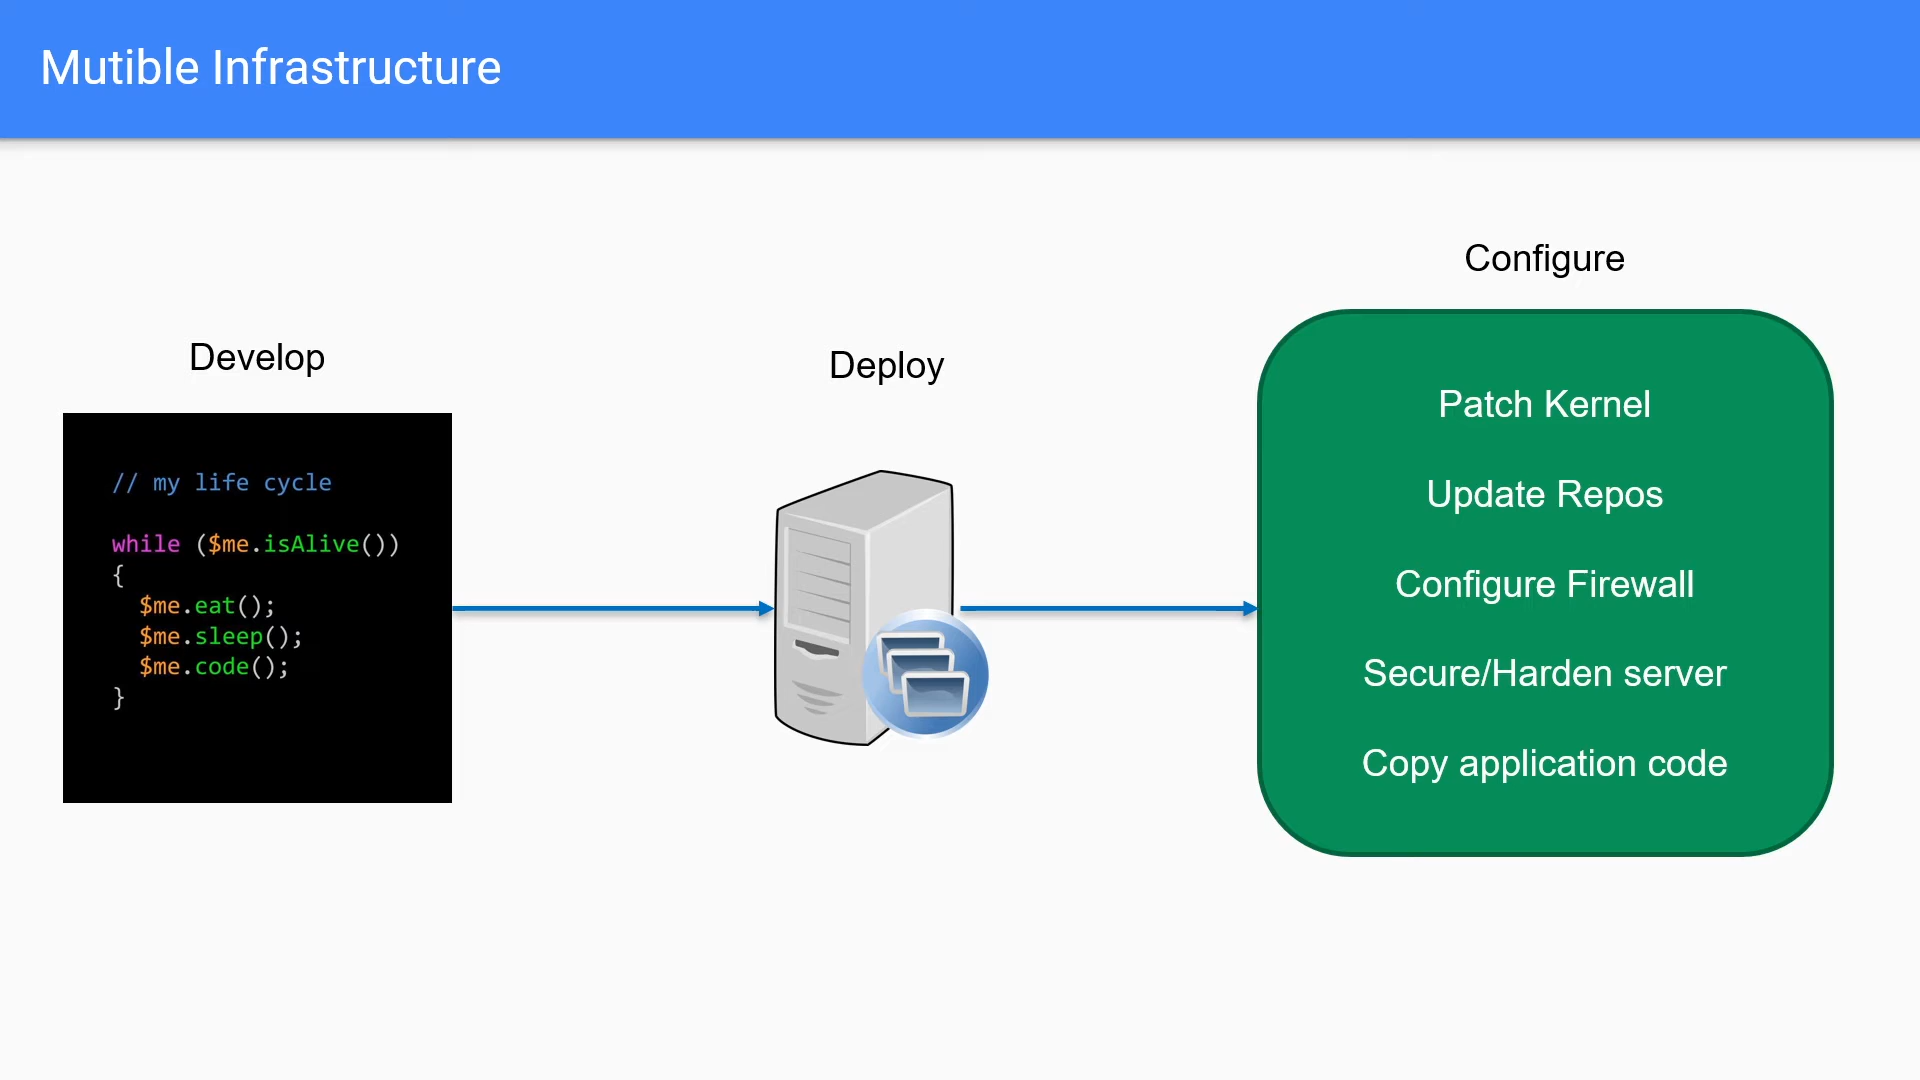 Mutible Infrastructure
Develop
// my life cycle
while ($me.isAlive())
{
$me.eat();
$me.sleep();
$me.code();
}
Deploy
Configure
Patch Kernel
Update Repos
Configure Firewall
Secure/Harden server
Copy application code